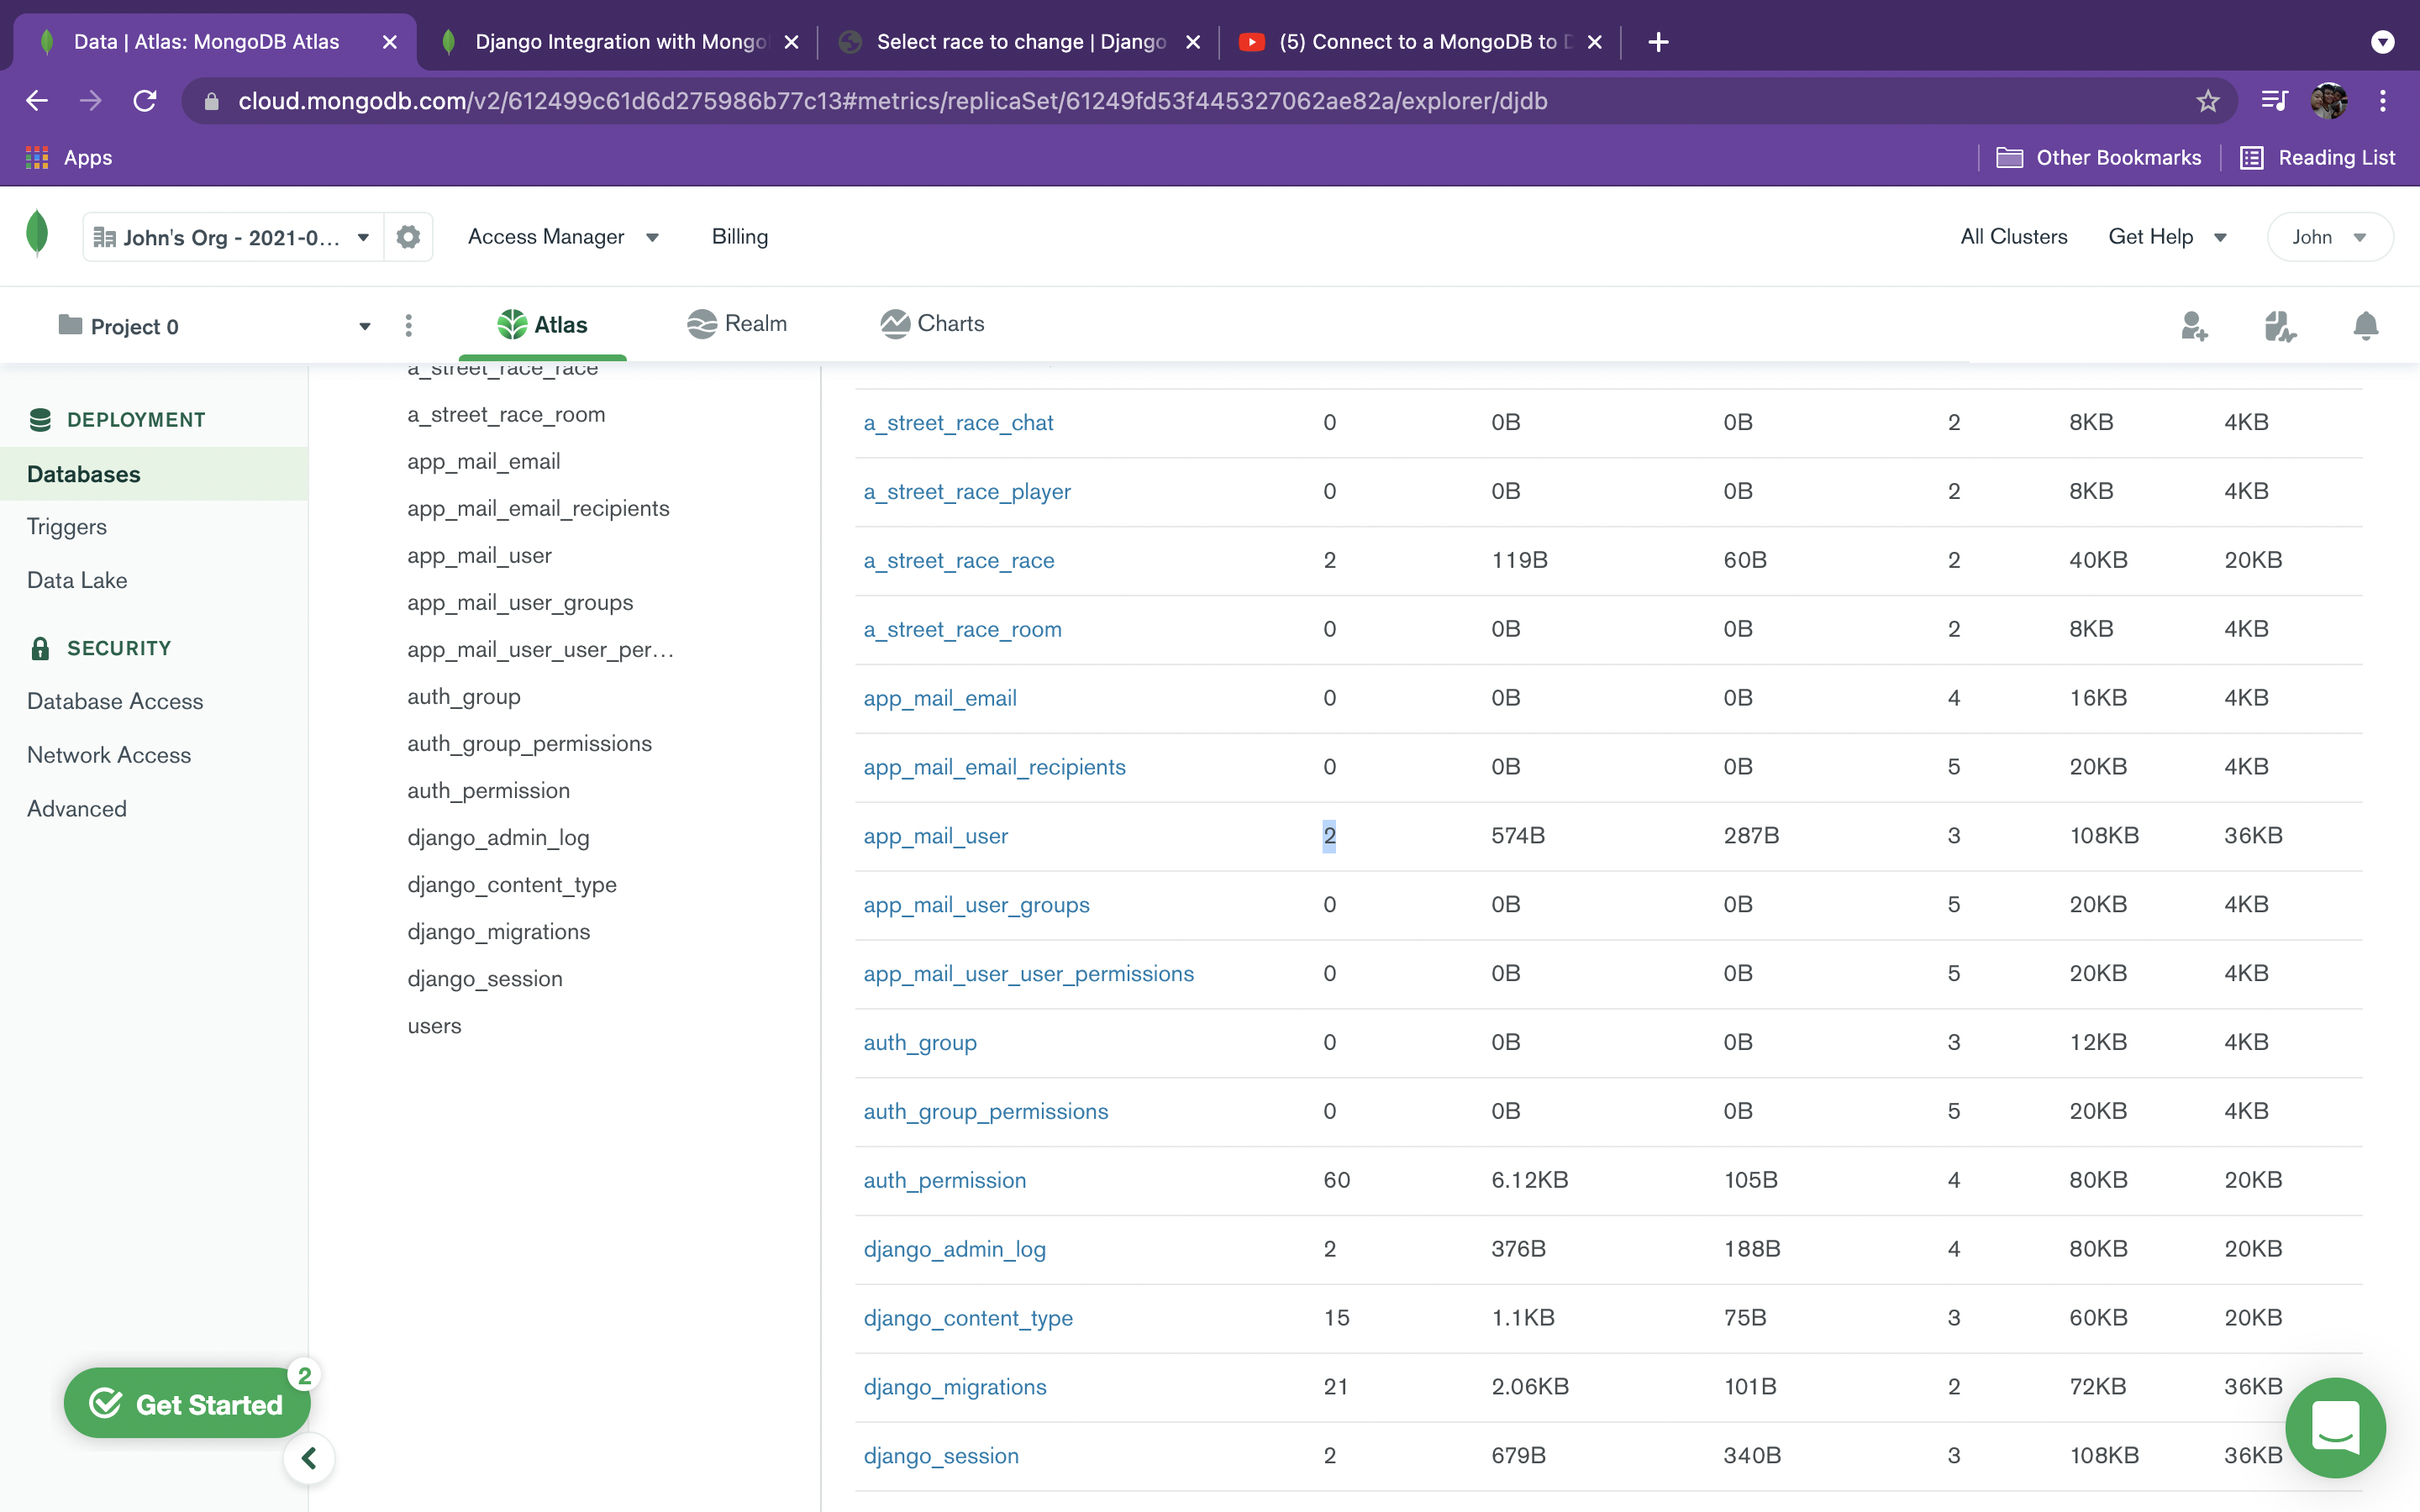 Data | Atlas: MongoDB Atlas
Django Integration with Mongo
Select race to change | Django
(5) Connect to a MongoDB to D
cloud.mongodb.com/v2/612499c61d6d275986b77c13#metrics/replicaSet/61249fd53f445327062ae82a/explorer/djdb
Apps
Other Bookmarks
Reading List
John's Org - 2021-0...
Access Manager
Billing
All Clusters
Get Help
John
Project 0
Atlas
Realm
Charts
DEPLOYMENT
Databases
Triggers
Data Lake
SECURITY
Database Access
Network Access
Advanced
2
Get Started
a_street_race_race
a_street_race_room
app_mail_email
app_mail_email_recipients
app_mail_user
app_mail_user_groups
app_mail_user_user_per...
auth_group
auth_group_permissions
auth_permission
django_admin_log
django_content_type
django_migrations
django_session
users
a_street_race_chat 0 0B 0B 2 8KB 4KB
a_street_race_player 0 0B 0B 2 8KB 4KB
a_street_race_race 2 119B 60B 2 40KB 20KB
a_street_race_room 0 0B 0B 2 8KB 4KB
app_mail_email 0 0B 0B 4 16KB 4KB
app_mail_email_recipients 0 0B 0B 5 20KB 4KB
app_mail_user 2 574B 287B 3 108KB 36KB
app_mail_user_groups 0 0B 0B 5 20KB 4KB
app_mail_user_user_permissions 0 0B 0B 5 20KB 4KB
auth_group 0 0B 0B 3 12KB 4KB
auth_group_permissions 0 0B 0B 5 20KB 4KB
auth_permission 60 6.12KB 105B 4 80KB 20KB
django_admin_log 2 376B 188B 4 80KB 20KB
django_content_type 15 1.1KB 75B 3 60KB 20KB
django_migrations 21 2.06KB 101B 2 72KB 36KB
django_session 2 679B 340B 3 108KB 36KB